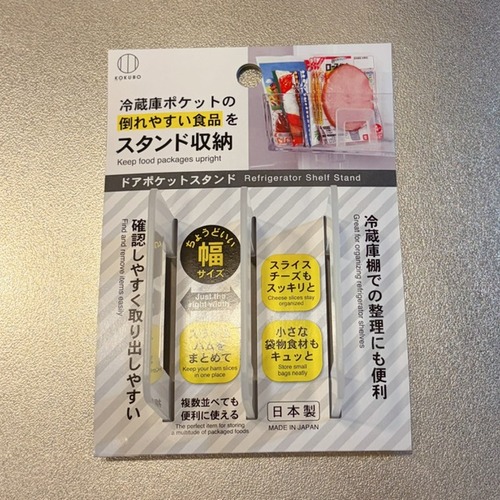 KOKUBO
冷蔵庫ポケットの
倒れやすい食品を
スタンド収納
Keep food packages upright
ドアポケットスタンド Refrigerator Shelf Stand
確認しやすく取り出しやすい
Find and remove items easily
ちょうどいい
幅
サイズ
Just the
right width
ハムを
まとめて
Keep your ham slices
in one place
複数並べても
便利に使える
The perfect item for storing
a multitude of packaged foods
スライス
チーズも
スッキリと
Cheese slices stay
organized
小さな
袋物食材も
キュッと
Store small
bags neatly
日本製
MADE IN JAPAN
冷蔵庫棚での整理にも便利
Great for organizing refrigerator shelves